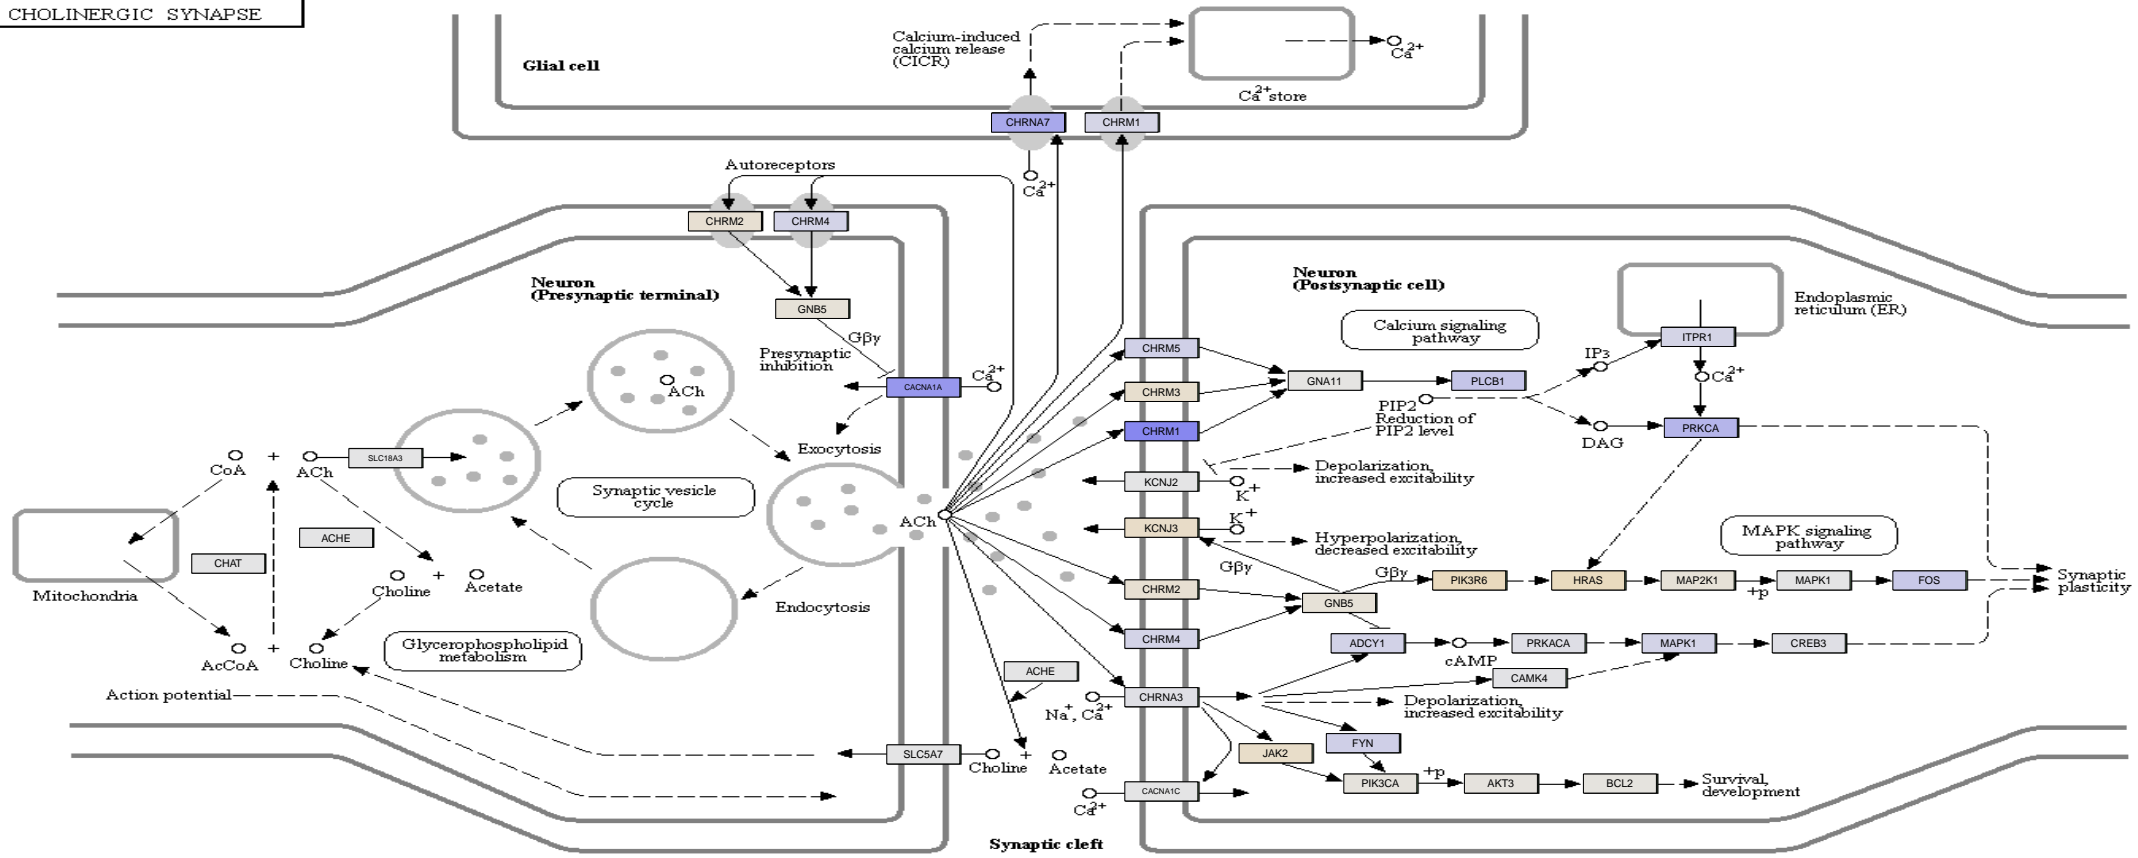 CHOLINERGIC SYNAPSE
Glial cell
Calcium-induced
calcium release
(CICR)
Ca2+
Ca2+ store
CHRNA7
CHRM1
Ca2+
Autoreceptors
CHRM2
CHRM4
Neuron
(Presynaptic terminal)
GNB5
Gβγ
Presynaptic
inhibition
CACNA1A
Ca2+
ACh
Exocytosis
CoA
+
ACh
SLC18A3
Synaptic vesicle
cycle
ACh
ACHE
CHAT
Mitochondria
Choline
+
Acetate
Endocytosis
AcCoA
+
Choline
Glycerophospholipid
metabolism
Action potential
SLC5A7
Choline
+
Acetate
ACHE
Na+, Ca2+
Ca2+
Synaptic cleft
Neuron
(Postsynaptic cell)
Endoplasmic
reticulum (ER)
Calcium signaling
pathway
ITPR1
IP3
Ca2+
CHRM5
CHRM3
CHRM1
GNA11
PLCB1
PIP2
Reduction of
PIP2 level
DAG
PRKCA
KCNJ2
K+
Depolarization,
increased excitability
KCNJ3
K+
Hyperpolarization,
decreased excitability
MAPK signaling
pathway
Gβγ
Gβγ
CHRM2
GNB5
PIK3R6
HRAS
MAP2K1
+p
MAPK1
FOS
Synaptic
plasticity
CHRM4
ADCY1
cAMP
PRKACA
MAPK1
CREB3
CAMK4
CHRNA3
Depolarization,
increased excitability
JAK2
FYN
PIK3CA
+p
AKT3
BCL2
Survival,
development
CACNA1C